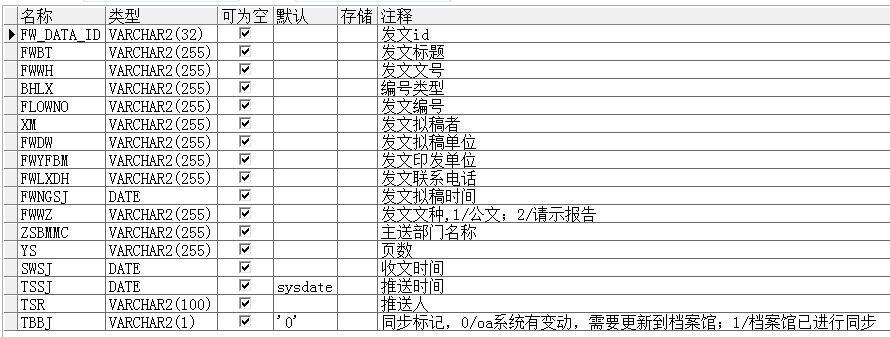 名称 类型 可为空 默认 存储 注释
FW_DATA_ID VARCHAR2(32) 发文id
FWBT VARCHAR2(255) 发文标题
FWWH VARCHAR2(255) 发文文号
BHLX VARCHAR2(255) 编号类型
FLOWNO VARCHAR2(255) 发文编号
XM VARCHAR2(255) 发文拟稿者
FWDW VARCHAR2(255) 发文拟稿单位
FWYFBM VARCHAR2(255) 发文印发单位
FWLXDH VARCHAR2(255) 发文联系电话
FWNGSJ DATE 发文拟稿时间
FWWZ VARCHAR2(255) 发文文种,1/公文；2/请示报告
ZSBMMC VARCHAR2(255) 主送部门名称
YS VARCHAR2(255) 页数
SWSJ DATE 收文时间
TSSJ DATE sysdate 推送时间
TSR VARCHAR2(100) 推送人
TBBJ VARCHAR2(1) '0' 同步标记，0/oa系统有变动，需要更新到档案馆；1/档案馆已进行同步